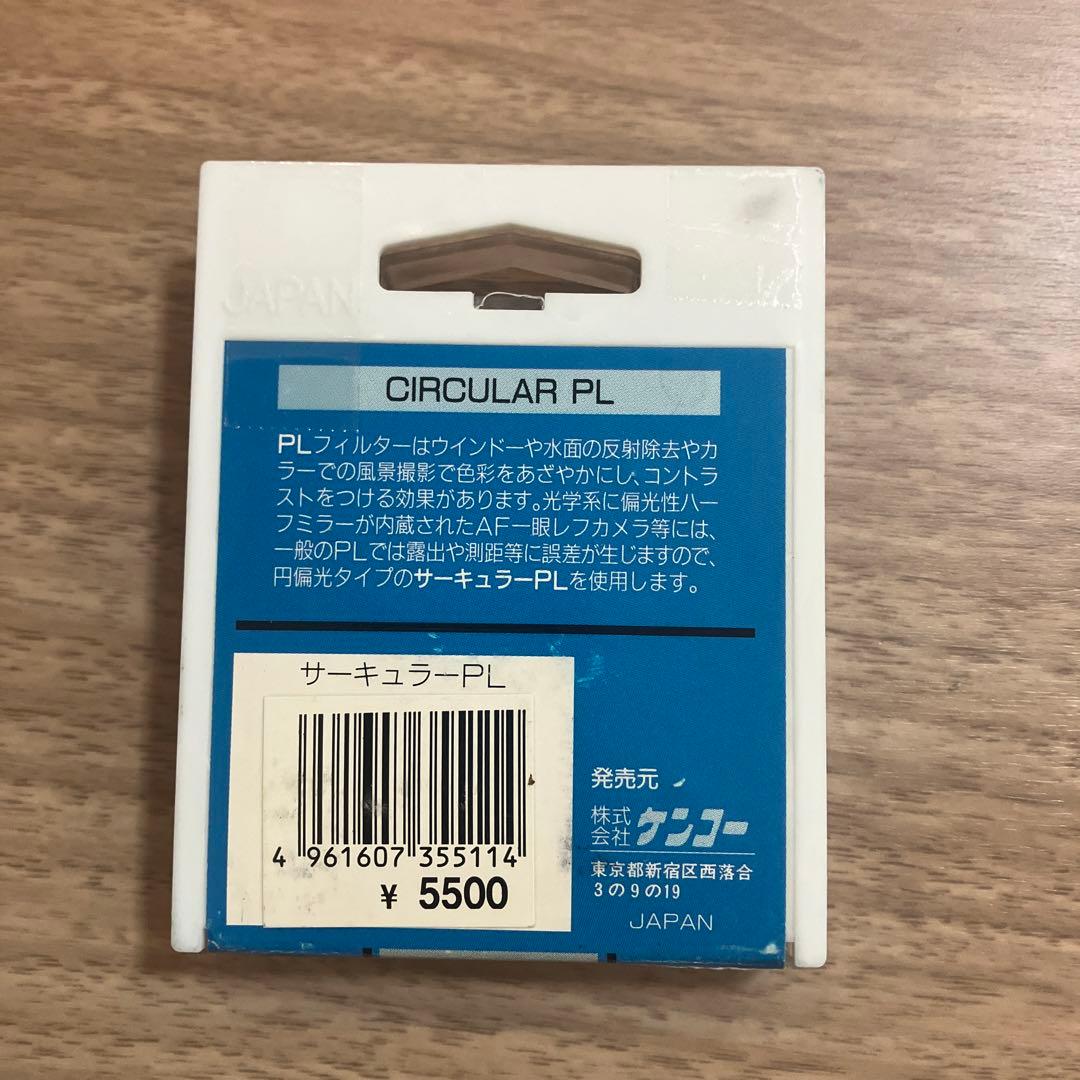 JAPAN
CIRCULAR PL
PLフィルターはウインドーや水面の反射除去やカ
ラーでの風景撮影で色彩をあざやかにし、コントラ
ストをつける効果があります。光学系に偏光性ハー
フミラーが内蔵されたAF一眼レフカメラ等には、
一般のPLでは露出や測距等に誤差が生じますので、
円偏光タイプのサーキュラーPLを使用します。
サーキュラーPL
4 961607 355114
¥ 5500
発売元
株式会社 ケンコー
東京都新宿区西落合
3の9の19
JAPAN